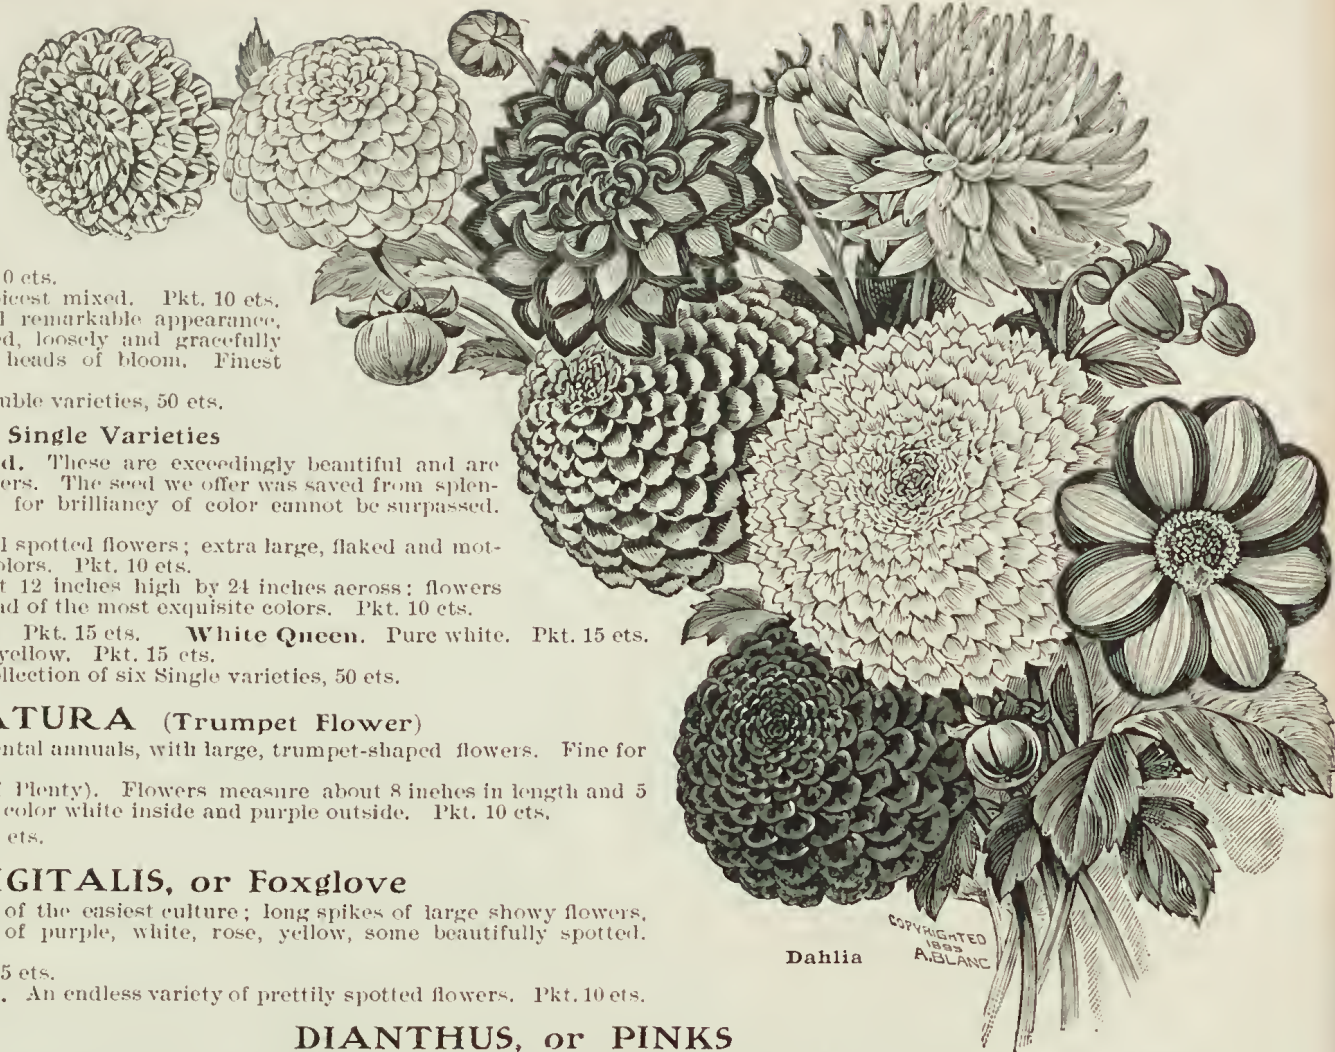 0 cts.
oicest mixed. Pkt. 10 cts.
l remarkable appearance,
ed, loosely and gracefully
heads of bloom. Finest
uble varieties, 50 cts.
Single Varieties
d. These are exceedingly beautiful and are
ers. The seed we offer was saved from splen-
for brilliancy of color cannot be surpassed.
l spotted flowers; extra large, flaked and mot-
olors. Pkt. 10 cts.
t 12 inches high by 24 inches across; flowers
nd of the most exquisite colors. Pkt. 10 cts.
Pkt. 15 cts. White Queen. Pure white. Pkt. 15 cts.
yellow. Pkt. 15 cts.
ollection of six Single varieties, 50 cts.
ATURA (Trumpet Flower)
ental annuals, with large, trumpet-shaped flowers. Fine for
f Plenty). Flowers measure about 8 inches in length and 5
color white inside and purple outside. Pkt. 10 cts.
cts.
IGITALIS, or Foxglove
of the easiest culture; long spikes of large showy flowers,
of purple, white, rose, yellow, some beautifully spotted.
5 cts.
. An endless variety of prettily spotted flowers. Pkt. 10 cts.
Dahlia
COPYRIGHTED
1895
A. BLANC
DIANTHUS, or PINKS